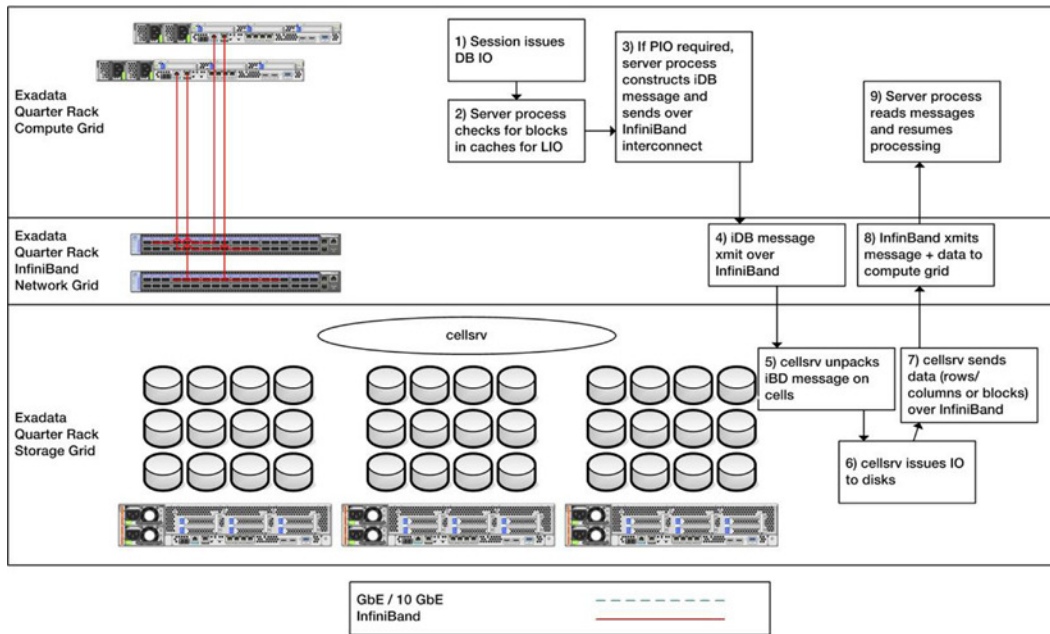 Exadata
Quarter Rack
Compute Grid
1) Session issues
DB IO
2) Server process
checks for blocks
in caches for LIO
3) If PIO required,
server process
constructs iDB
message and
sends over
InfiniBand
interconnect
9) Server process
reads messages
and resumes
processing
Exadata
Quarter Rack
InfiniBand
Network Grid
4) iDB message
xmit over
InfiniBand
8) InfinBand xmits
message + data to
compute grid
cellsrv
Exadata
Quarter Rack
Storage Grid
5) cellsrv unpacks
iBD message on
cells
7) cellsrv sends
data (rows/
columns or blocks)
over InfiniBand
6) cellsrv issues IO
to disks
GbE / 10 GbE
InfiniBand